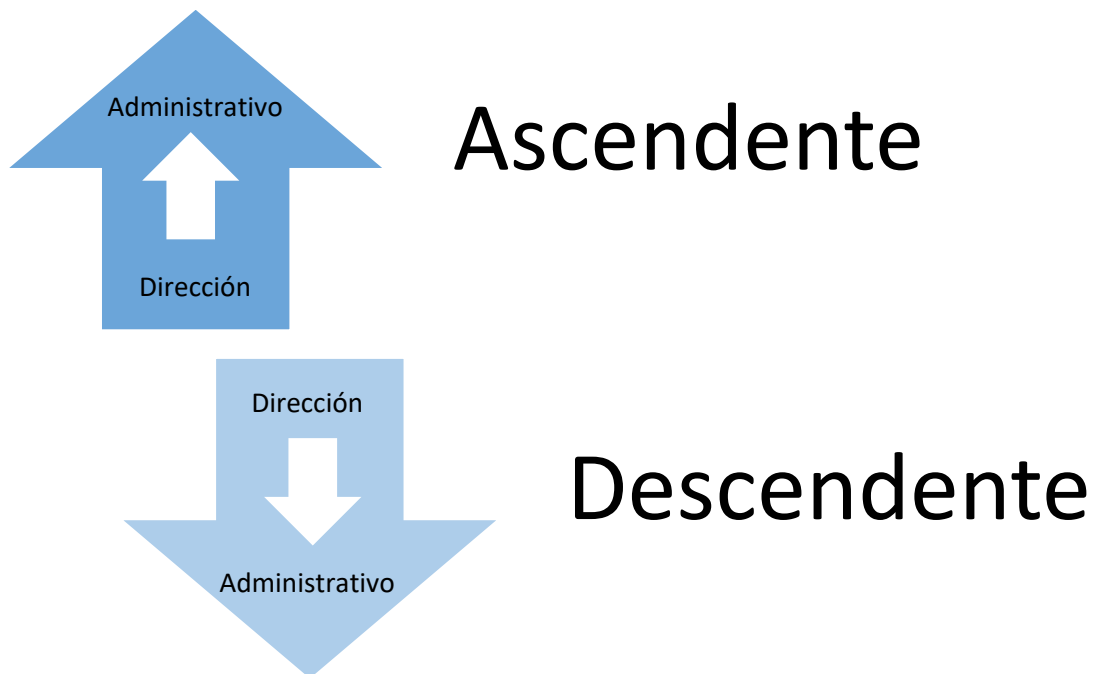 Administrativo
Ascendente
Dirección
Dirección
Descendente
Administrativo